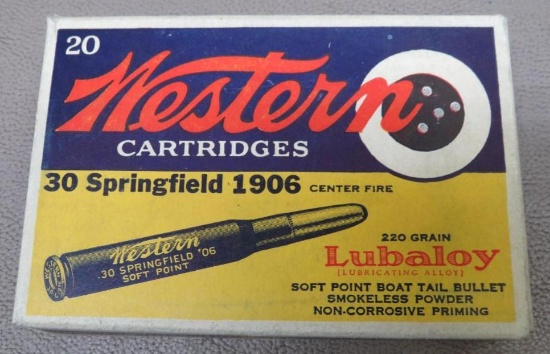 20
Western
CARTRIDGES
30 Springfield 1906 CENTER FIRE
Western
.30 SPRINGFIELD '06
SOFT POINT
220 GRAIN
Lubaloy
[LUBRICATING ALLOY]
SOFT POINT BOAT TAIL BULLET
SMOKELESS POWDER
NON-CORROSIVE PRIMING